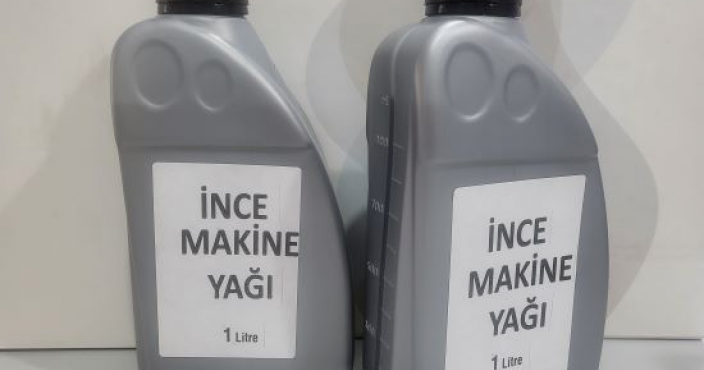 İNCE
MAKİNE
YAĞI
1 Litre
İNCE
MAKİNE
YAĞI
1 Litre